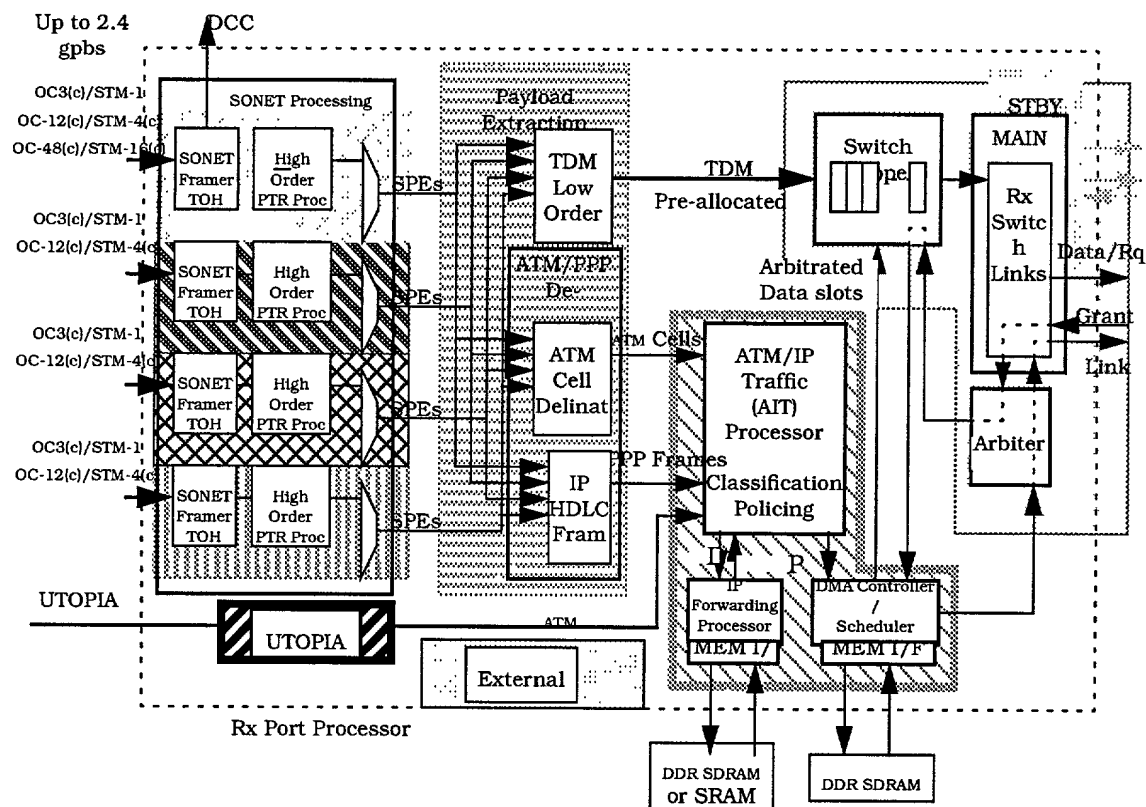 Up to 2.4
gpbs
DCC
OC3(c)/STM-1
OC-12(c)/STM-4(c
OC-48(c)/STM-16(c)
SONET Processing
SONET
Framer
TOH
High
Order
PTR Proc
SPEs
OC3(c)/STM-1
OC-12(c)/STM-4(c
SONET
Framer
TOH
High
Order
PTR Proc
SPEs
OC3(c)/STM-1
OC-12(c)/STM-4(c
SONET
Framer
TOH
High
Order
PTR Proc
SPEs
OC3(c)/STM-1
OC-12(c)/STM-4(c
SONET
Framer
TOH
High
Order
PTR Proc
SPEs
UTOPIA
UTOPIA
ATM
Payload
Extraction
TDM
Low
Order
ATM/PPP
De-
ATM
Cell
Delinat
IP
HDLC
Fram
TDM
Pre-allocated
ATM Cells
PP Frames
ATM/IP
Traffic
(AIT)
Processor
Classification
Policing
Switch
ope
Arbitrated
Data slots
STBY
MAIN
Rx
Switc
h
Links
Data/Rq
Grant
Link
Arbiter
P
IP
Forwarding
Processor
MEM I/
DMA Controller
/
Scheduler
MEM I/F
External
Rx Port Processor
DDR SDRAM
or SRAM
DDR SDRAM